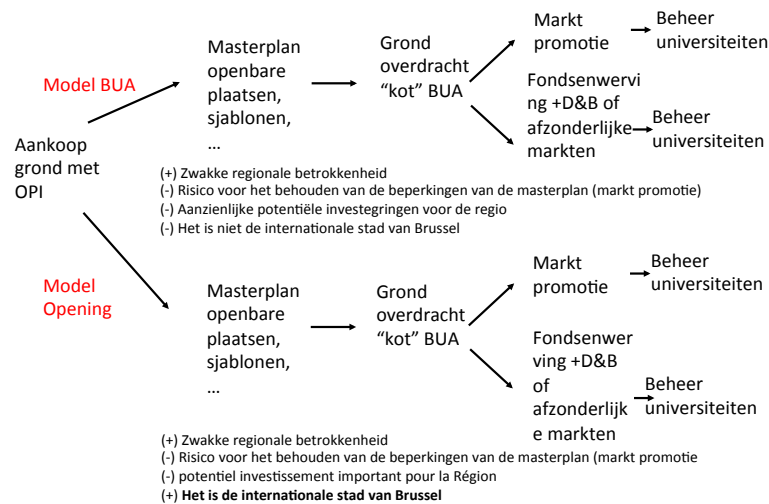 Model BUA
Aankoop
grond met
OPI
Masterplan
openbare
plaatsen,
sjablonen,
...
Grond
overdracht
“kot” BUA
Markt
promotie
Beheer
universiteiten
Fondsenwervi
ng +D&B of
afzonderlijke
markten
Beheer
universiteiten
(+) Zwakke regionale betrokkenheid
(-) Risico voor het behouden van de beperkingen van de masterplan (markt promotie)
(-) Aanzienlijke potentiële investegringen voor de regio
(-) Het is niet de internationale stad van Brussel
Model
Opening
Masterplan
openbare
plaatsen,
sjablonen,
...
Grond
overdracht
“kot” BUA
Markt
promotie
Beheer
universiteiten
Fondsenwer
ving +D&B
of
afzonderlijk
e markten
Beheer
universiteiten
(+) Zwakke regionale betrokkenheid
(-) Risico voor het behouden van de beperkingen van de masterplan (markt promotie
(-) potentiel investissement important pour la Région
(+) Het is de internationale stad van Brussel